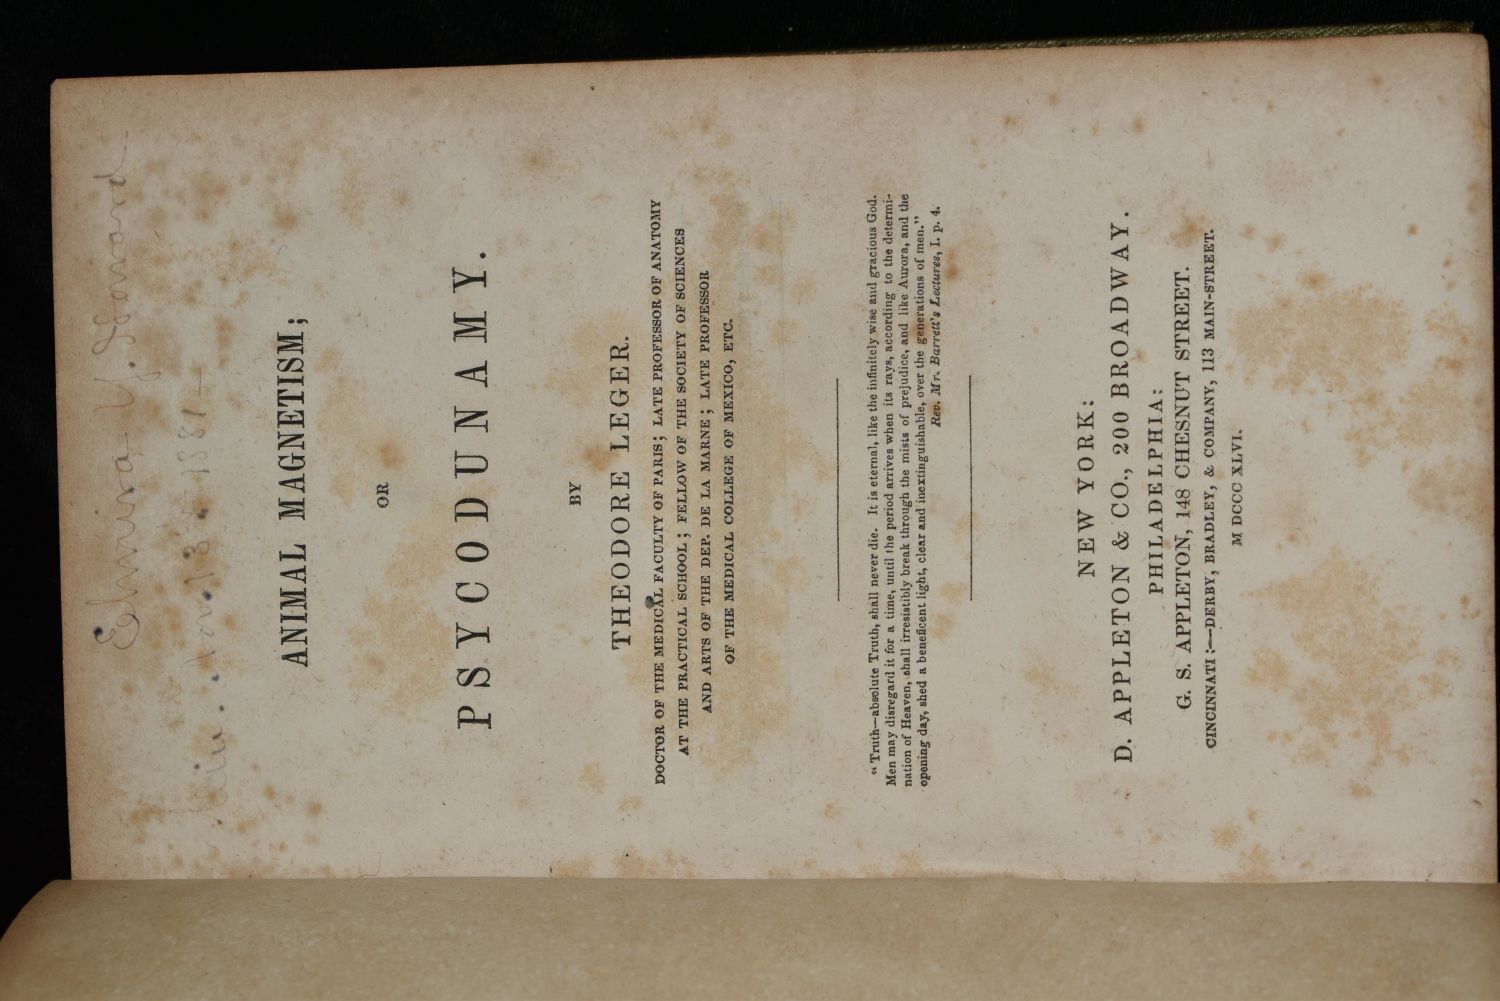 Elmira Y. Howard
1881
ANIMAL MAGNETISM;
OR
PSYCODUNAMY.
BY
THEODORE LEGER.
DOCTOR OF THE MEDICAL FACULTY OF PARIS; LATE PROFESSOR OF ANATOMY
AT THE PRACTICAL SCHOOL; FELLOW OF THE SOCIETY OF SCIENCES
AND ARTS OF THE DEP. DE LA MARNE; LATE PROFESSOR
OF THE MEDICAL COLLEGE OF MEXICO, ETC.
“Truth—absolute Truth, shall never die. It is eternal, like the infinitely wise and gracious God.
Men may disregard it for a time, until the period arrives when its rays, according to the determi-
nation of Heaven, shall irresistibly break through the mists of prejudice, and like Aurora, and the
opening day, shed a beneficent light, clear and inextinguishable, over the generations of men.”
Rev. Mr. Barrett's Lectures, I. p. 4.
NEW YORK:
D. APPLETON & CO., 200 BROADWAY.
PHILADELPHIA:
G. S. APPLETON, 148 CHESNUT STREET.
CINCINNATI:—DERBY, BRADLEY, & COMPANY, 113 MAIN-STREET.
M DCCC XLVI.